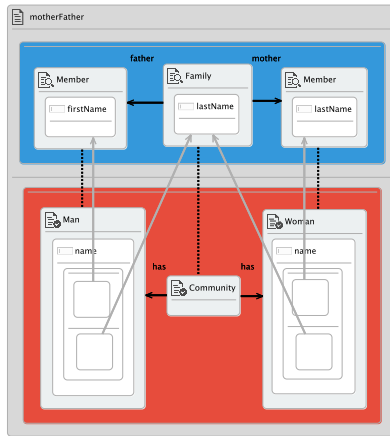 motherFather
father
mother
Member
Family
Member
firstName
lastName
lastName
Man
Woman
name
name
has
has
Community